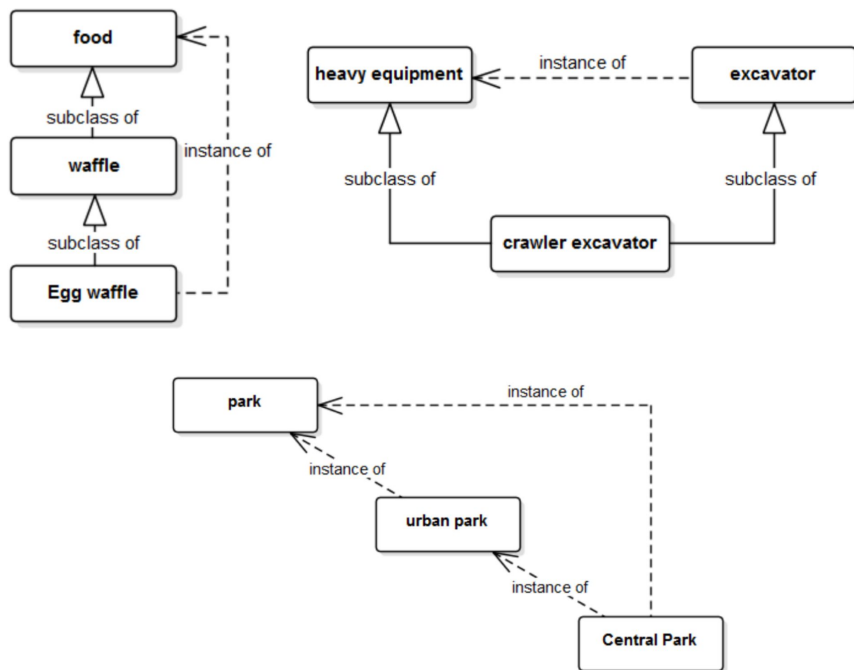 food
subclass of
instance of
waffle
subclass of
Egg waffle
heavy equipment
instance of
excavator
subclass of
subclass of
crawler excavator
park
instance of
instance of
urban park
instance of
Central Park